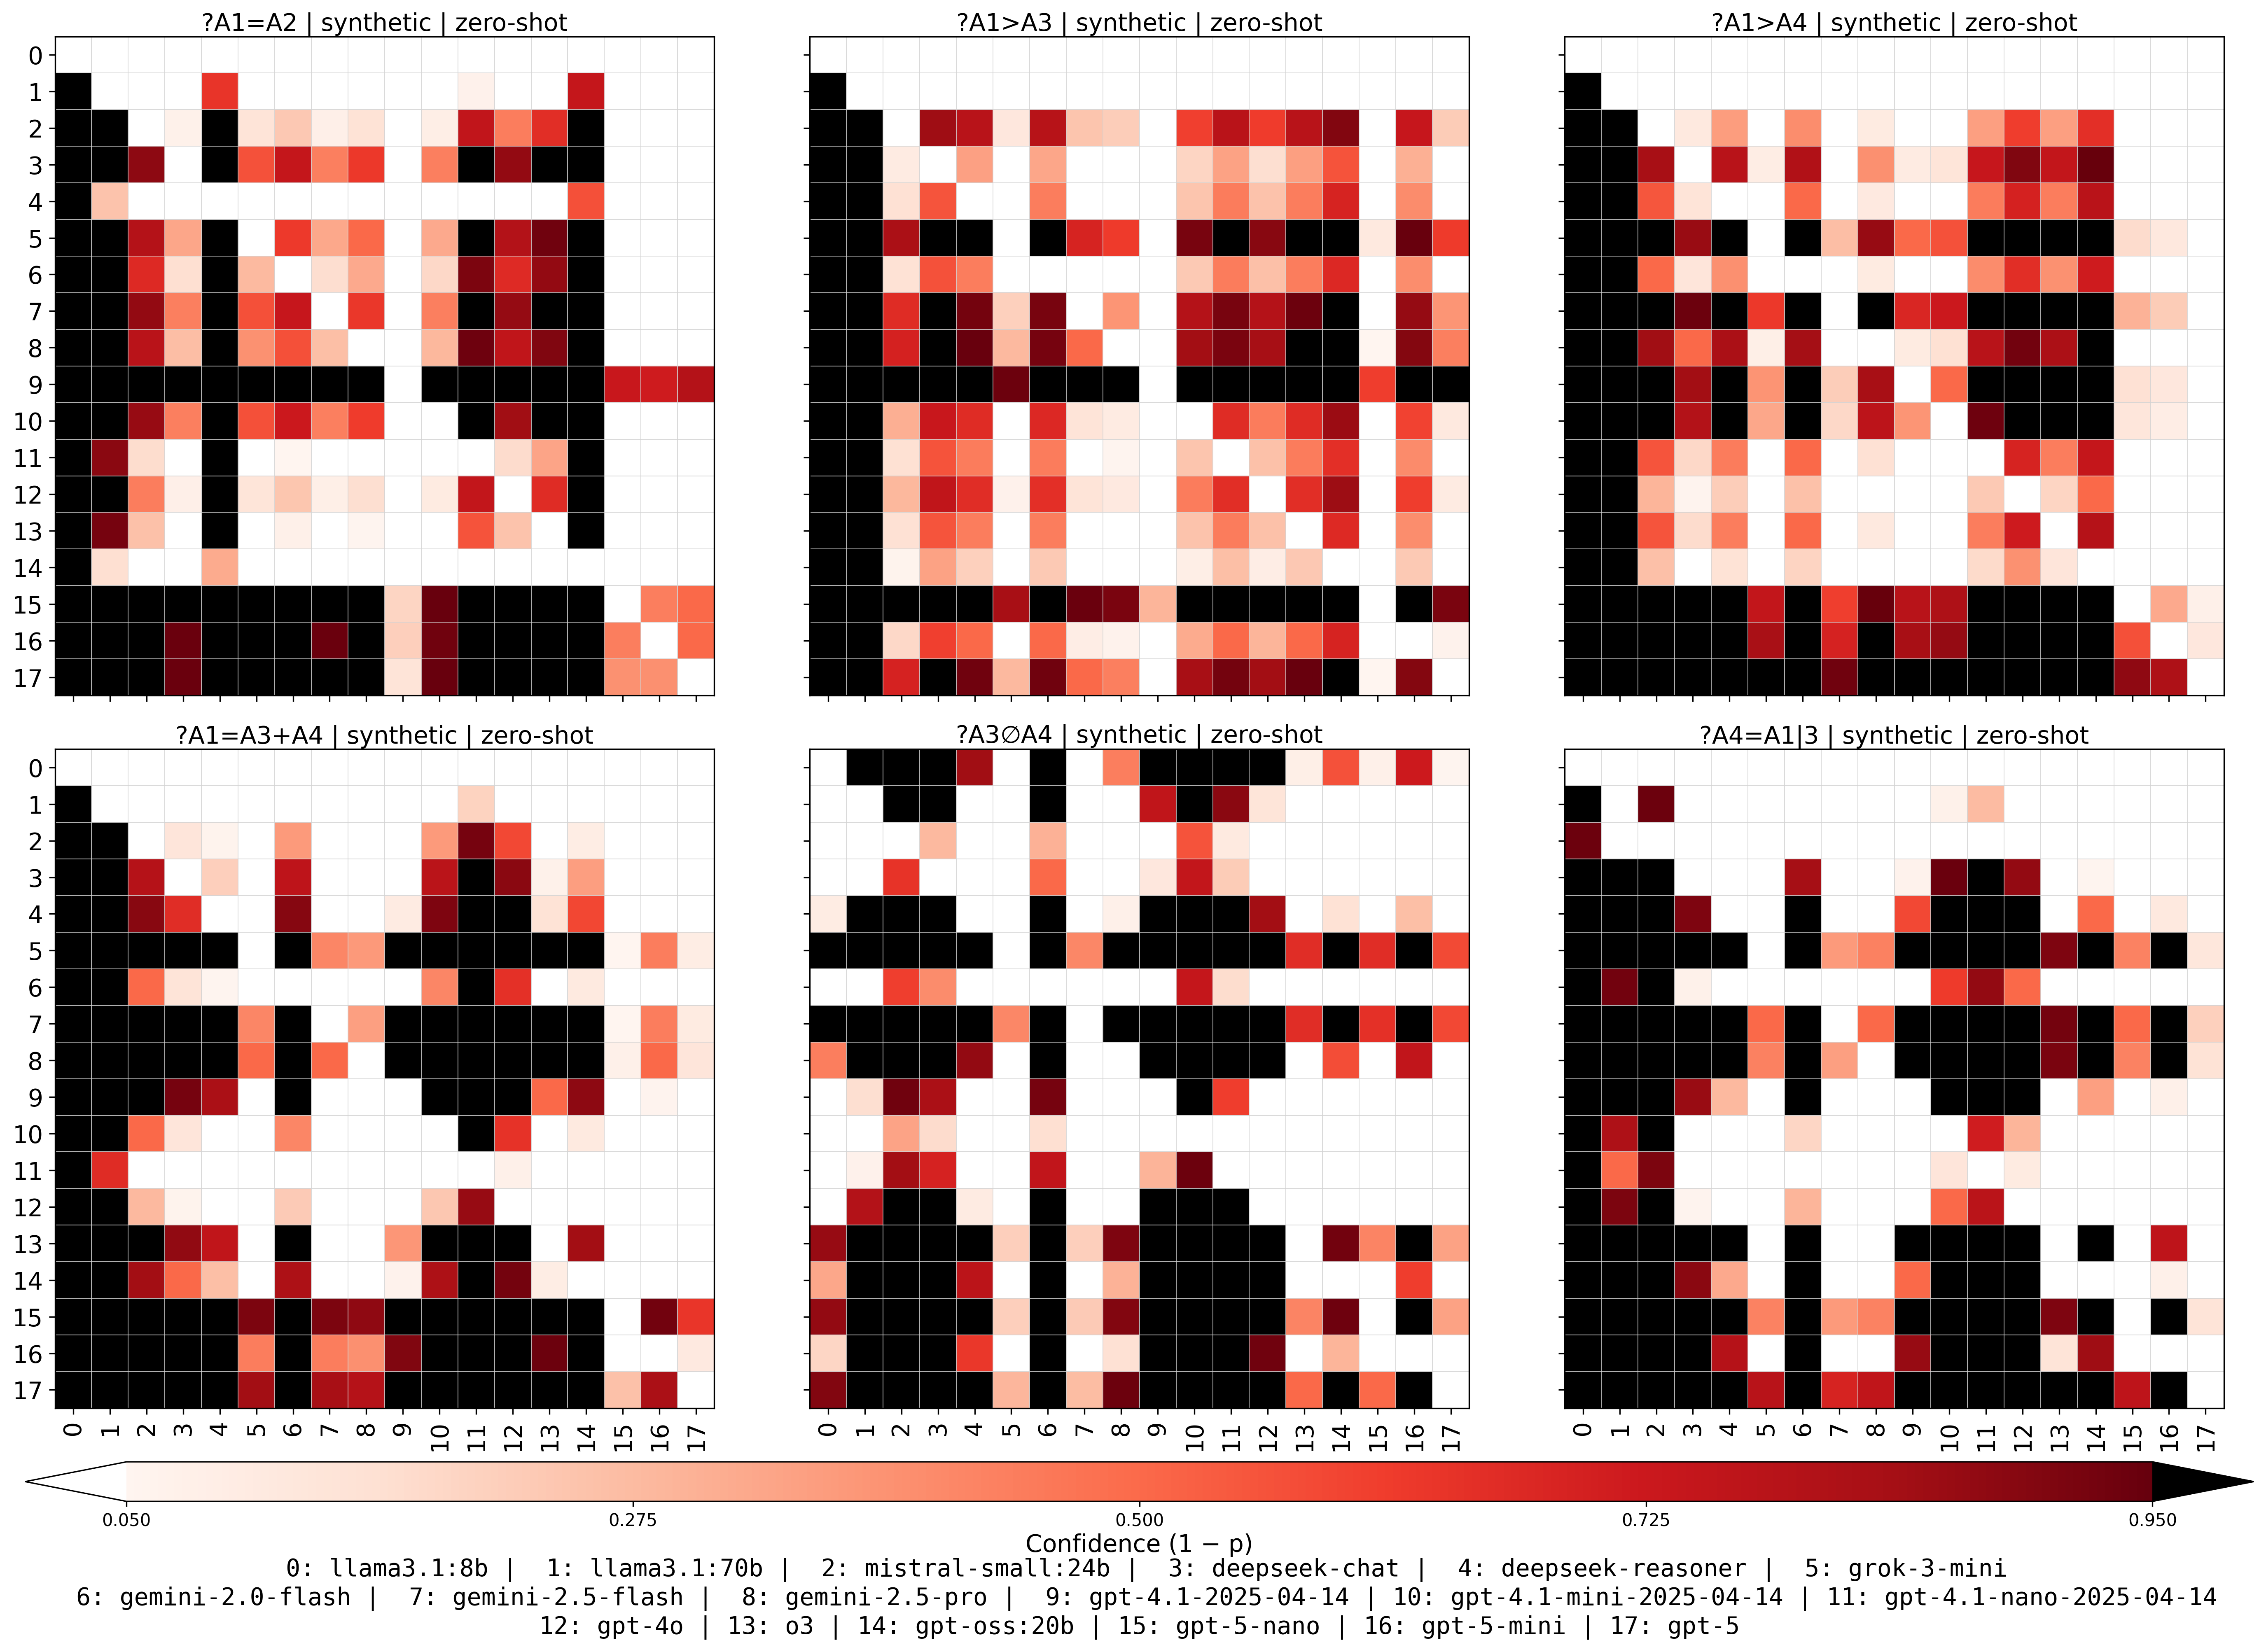 ?A1=A2 | synthetic | zero-shot
?A1>A3 | synthetic | zero-shot
?A1>A4 | synthetic | zero-shot
0
1
2
3
4
5
6
7
8
9
10
11
12
13
14
15
16
17
?A1=A3+A4 | synthetic | zero-shot
?A3∅A4 | synthetic | zero-shot
?A4=A1|3 | synthetic | zero-shot
0
1
2
3
4
5
6
7
8
9
10
11
12
13
14
15
16
17
0 1 2 3 4 5 6 7 8 9 10 11 12 13 14 15 16 17
0 1 2 3 4 5 6 7 8 9 10 11 12 13 14 15 16 17
0 1 2 3 4 5 6 7 8 9 10 11 12 13 14 15 16 17
0.050 0.275 0.500 0.725 0.950
Confidence (1 − p)
0: llama3.1:8b | 1: llama3.1:70b | 2: mistral-small:24b | 3: deepseek-chat | 4: deepseek-reasoner | 5: grok-3-mini
6: gemini-2.0-flash | 7: gemini-2.5-flash | 8: gemini-2.5-pro | 9: gpt-4.1-2025-04-14 | 10: gpt-4.1-mini-2025-04-14 | 11: gpt-4.1-nano-2025-04-14
12: gpt-4o | 13: o3 | 14: gpt-oss:20b | 15: gpt-5-nano | 16: gpt-5-mini | 17: gpt-5